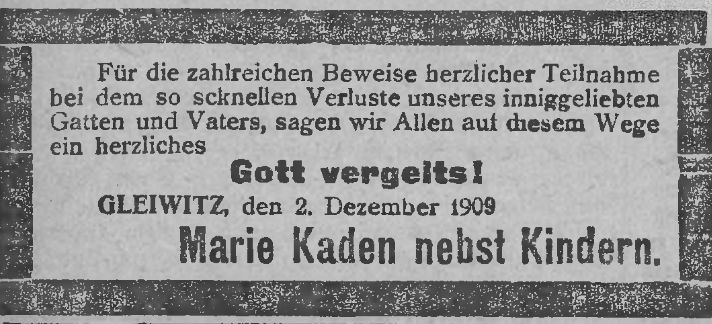 Für die zahlreichen Beweise herzlicher Teilnahme
bei dem so schnellen Verluste unseres inniggeliebten
Gatten und Vaters, sagen wir Allen auf diesem Wege
ein herzliches
Gott vergelts!
GLEIWITZ, den 2. Dezember 1909
Marie Kaden nebst Kindern.